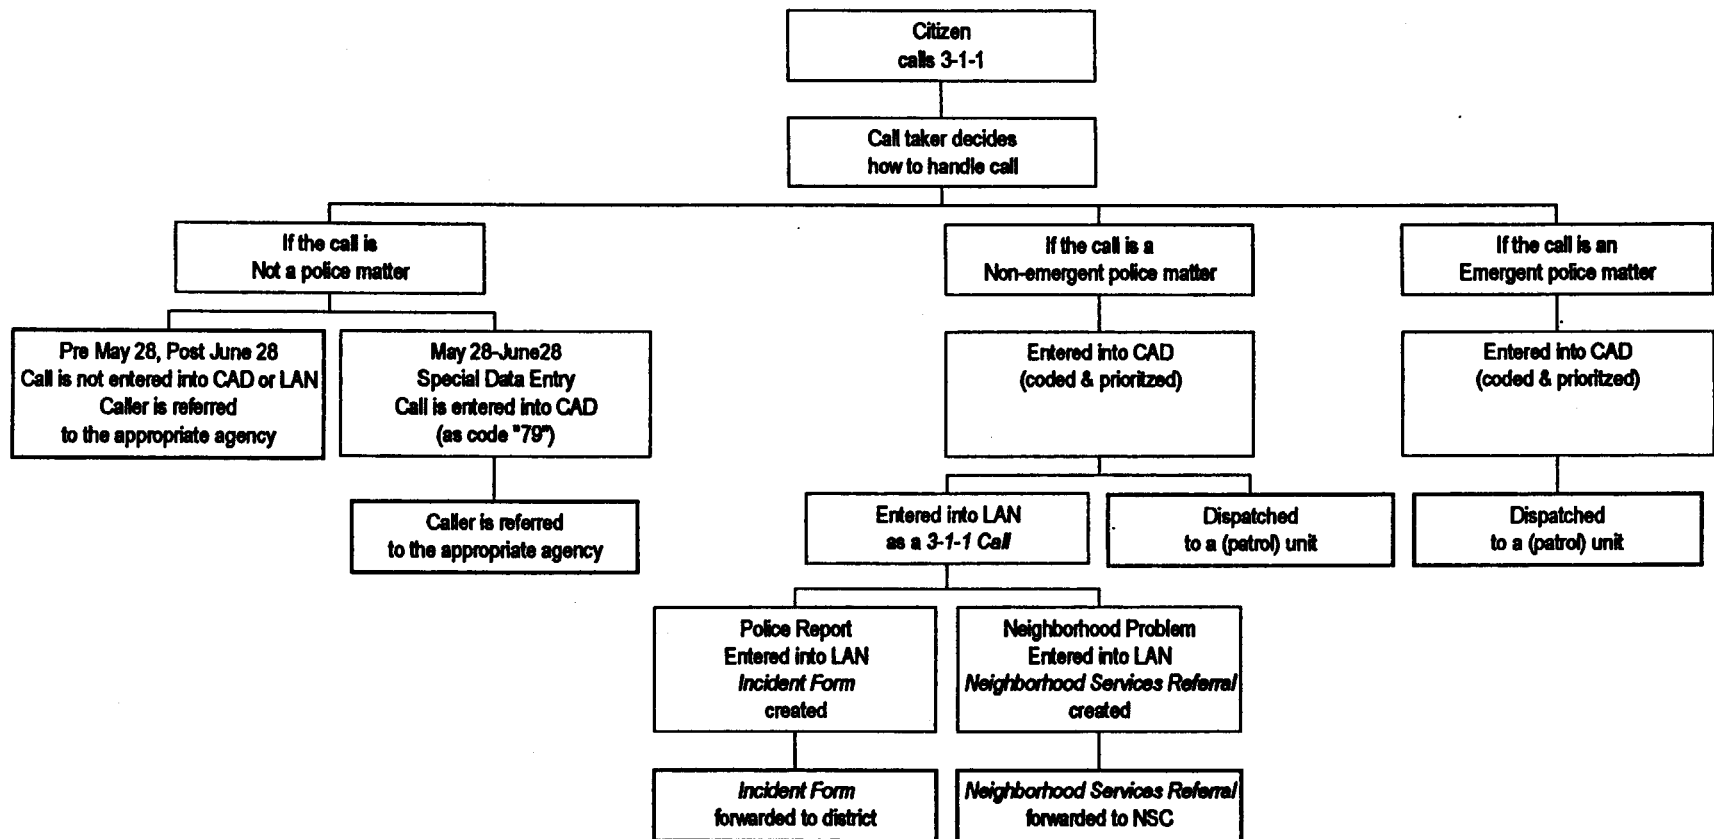 Citizen
calls 3-1-1
Call taker decides
how to handle call
If the call is
Not a police matter
If the call is a
Non-emergent police matter
If the call is an
Emergent police matter
Pre May 28, Post June 28
Call is not entered into CAD or LAN
Caller is referred
to the appropriate agency
May 28-June28
Special Data Entry
Call is entered into CAD
(as code "79")
Entered into CAD
(coded & prioritzed)
Entered into CAD
(coded & prioritzed)
Caller is referred
to the appropriate agency
Entered into LAN
as a 3-1-1 Call
Dispatched
to a (patrol) unit
Dispatched
to a (patrol) unit
Police Report
Entered into LAN
Incident Form
created
Neighborhood Problem
Entered into LAN
Neighborhood Services Referral
created
Incident Form
forwarded to district
Neighborhood Services Referral
forwarded to NSC